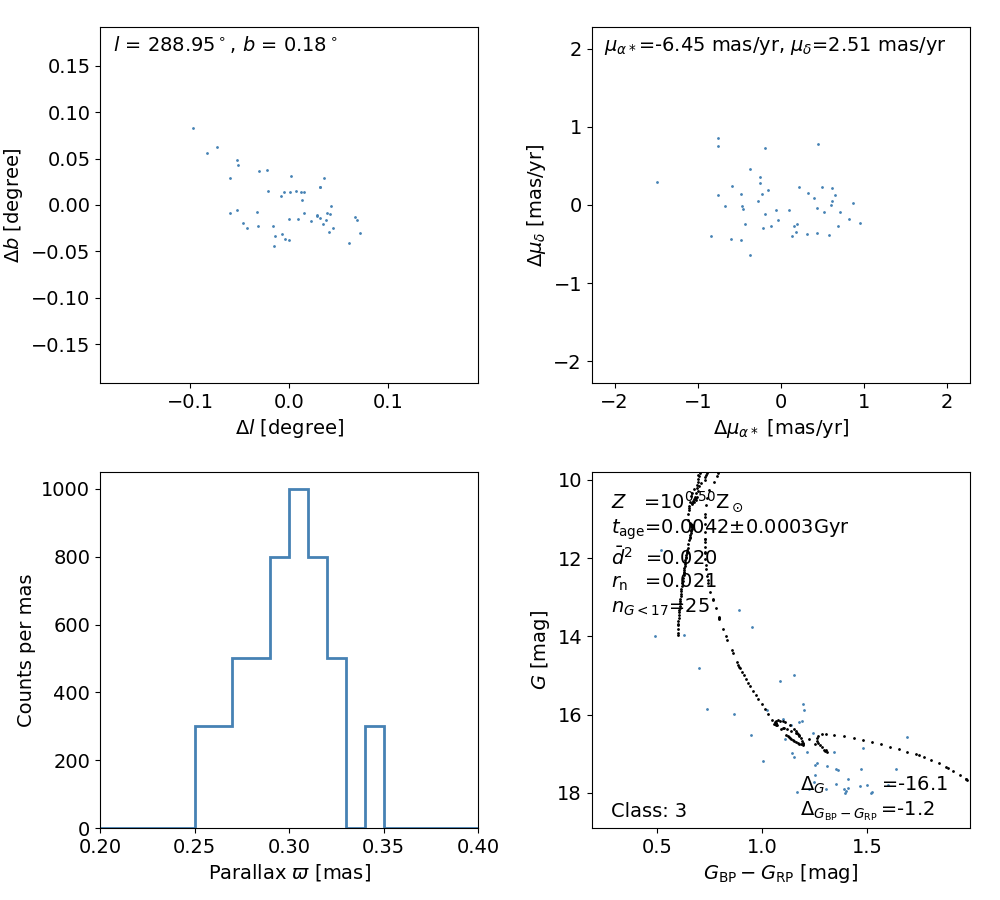 l = 288.95°, b = 0.18°
0.15
0.10
0.05
0.00
−0.05
−0.10
−0.15
Δb [degree]
−0.1
0.0
0.1
Δl [degree]
μα*=-6.45 mas/yr, μδ=2.51 mas/yr
2
1
0
−1
−2
Δμδ [mas/yr]
−2
−1
0
1
2
Δμα* [mas/yr]
1000
800
600
400
200
0
Counts per mas
0.20
0.25
0.30
0.35
0.40
Parallax ϖ [mas]
10
12
14
16
18
G [mag]
Z =10^0.50 Z⊙
t_age=0.0042±0.0003Gyr
d̄² =0.020
r_n =0.021
n_G<17=25
Δ_G =-16.1
Class: 3
Δ_GBP−GRP=-1.2
0.5
1.0
1.5
G_BP − G_RP [mag]